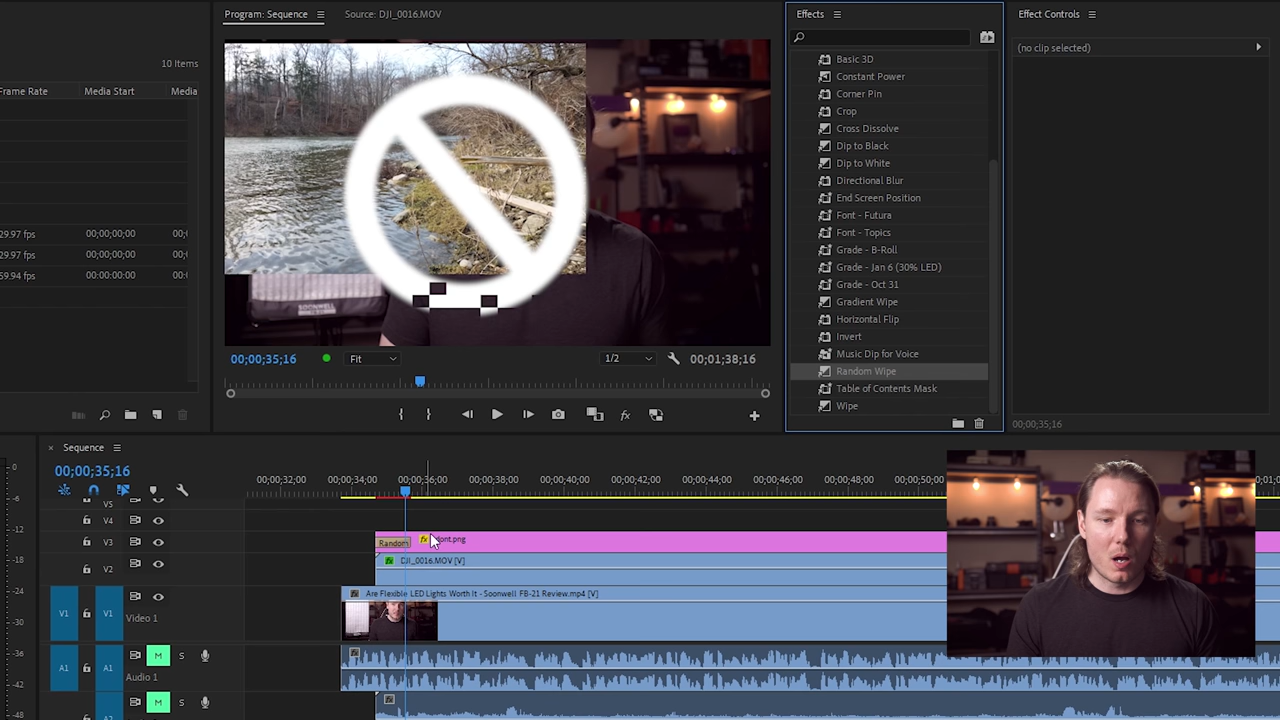 Program: Sequence
Source: DJI_0016.MOV
Effects
Effect Controls
10 Items
Frame Rate
Media Start
Media
29.97 fps
00;00;00;00
00;
29.97 fps
00;00;00;00
00;
59.94 fps
00:00:00:00
00:
SOONWELL
00;00;35;16
Fit
1/2
00;01;38;16
Basic 3D
Constant Power
Corner Pin
Crop
Cross Dissolve
Dip to Black
Dip to White
Directional Blur
End Screen Position
Font - Futura
Font - Topics
Grade - B-Roll
Grade - Jan 6 (30% LED)
Grade - Oct 31
Gradient Wipe
Horizontal Flip
Invert
Music Dip for Voice
Random Wipe
Table of Contents Mask
Wipe
(no clip selected)
00;00;35;16
Sequence
00;00;35;16
00;00;32;00
00;00;34;00
00;00;36;00
00;00;38;00
00;00;40;00
00;00;42;00
00;00;44;00
00;00;46;00
00;00;48;00
00;00;50;00
0
-6
-12
-18
-24
-30
-36
-42
-48
V5
V4
V3
Random
fx
ont.png
V2
fx
DJI_0016.MOV [V]
V1
V1
Video 1
fx
Are Flexible LED Lights Worth It - Soonwell FB-21 Review.mp4 [V]
A1
A1
M
S
Audio 1
fx
A2
M
S
fx